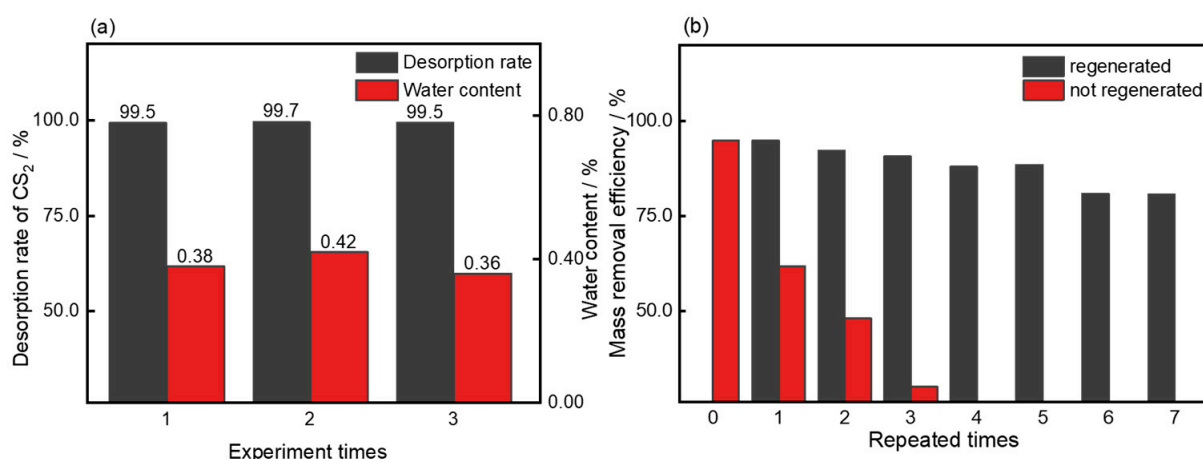 (a)
Desorption rate
Water content
99.5
99.7
99.5
0.38
0.42
0.36
100.0
75.0
50.0
0.80
0.40
0.00
Desorption rate of CS2 / %
Water content / %
1 2 3
Experiment times
(b)
regenerated
not regenerated
100.0
75.0
50.0
Mass removal efficiency / %
0 1 2 3 4 5 6 7
Repeated times